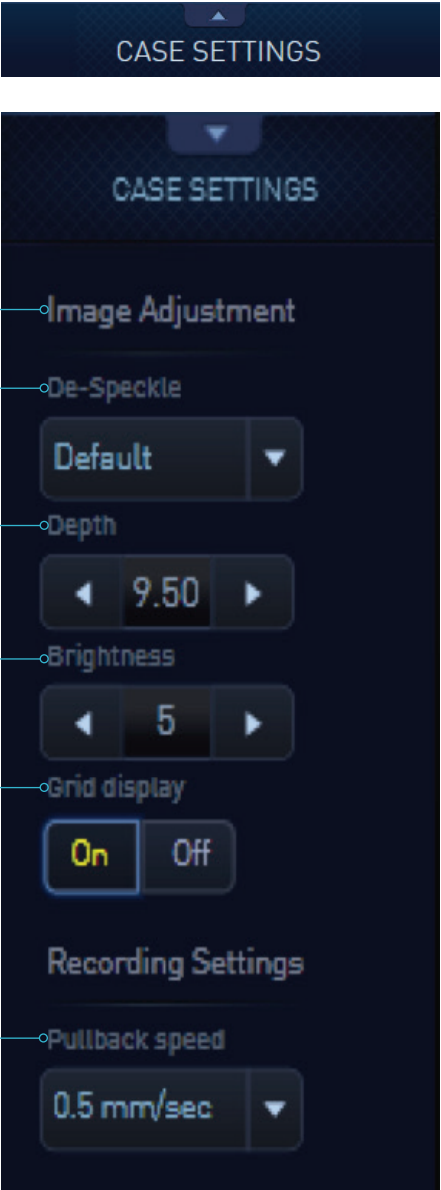 CASE SETTINGS
CASE SETTINGS
Image Adjustment
De-Speckle
Default
Depth
9.50
Brightness
5
Grid display
On Off
Recording Settings
Pullback speed
0.5 mm/sec